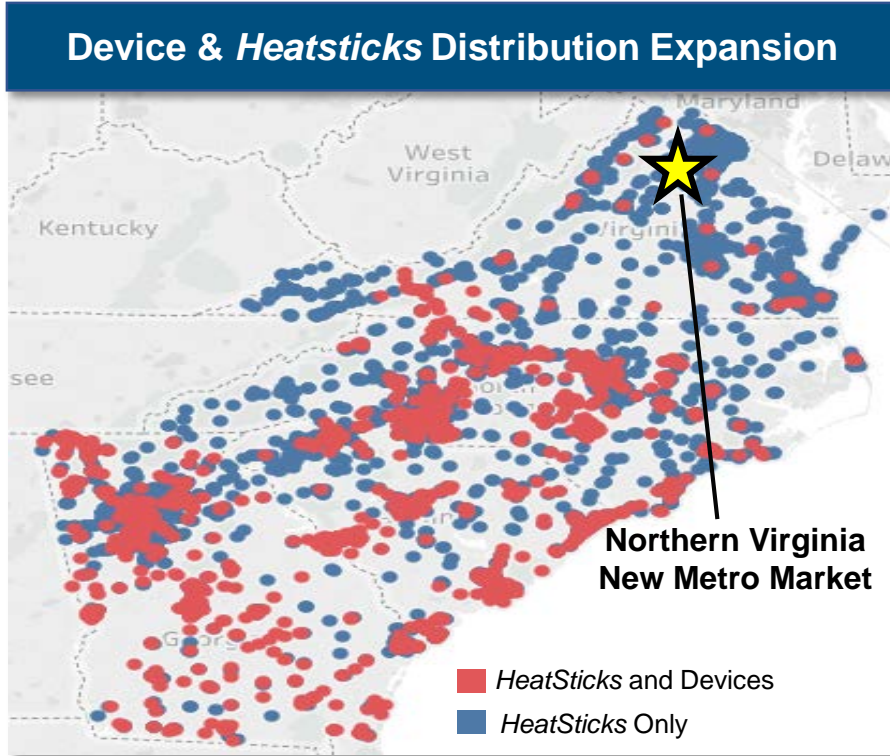 Device & Heatsticks Distribution Expansion
Maryland
West
Virginia
Delaw
Kentucky
see
Northern Virginia
New Metro Market
HeatSticks and Devices
HeatSticks Only